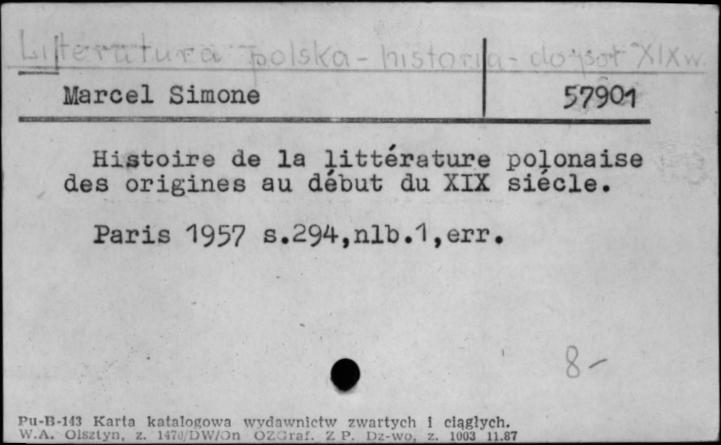 Literatura polska - historia - do poł XIX w.
Marcel Simone 57901
Histoire de la littérature polonaise
des origines au début du XIX siécle.
Paris 1957 s.294,nlb.1,err.
8-
Pu-B-143 Karta katalogowa wydawnictw zwartych i ciągłych.
W.A. Olsztyn, z. 1470/DW/On OZGraf. Z P. Dz-wo, z. 1003 11.87